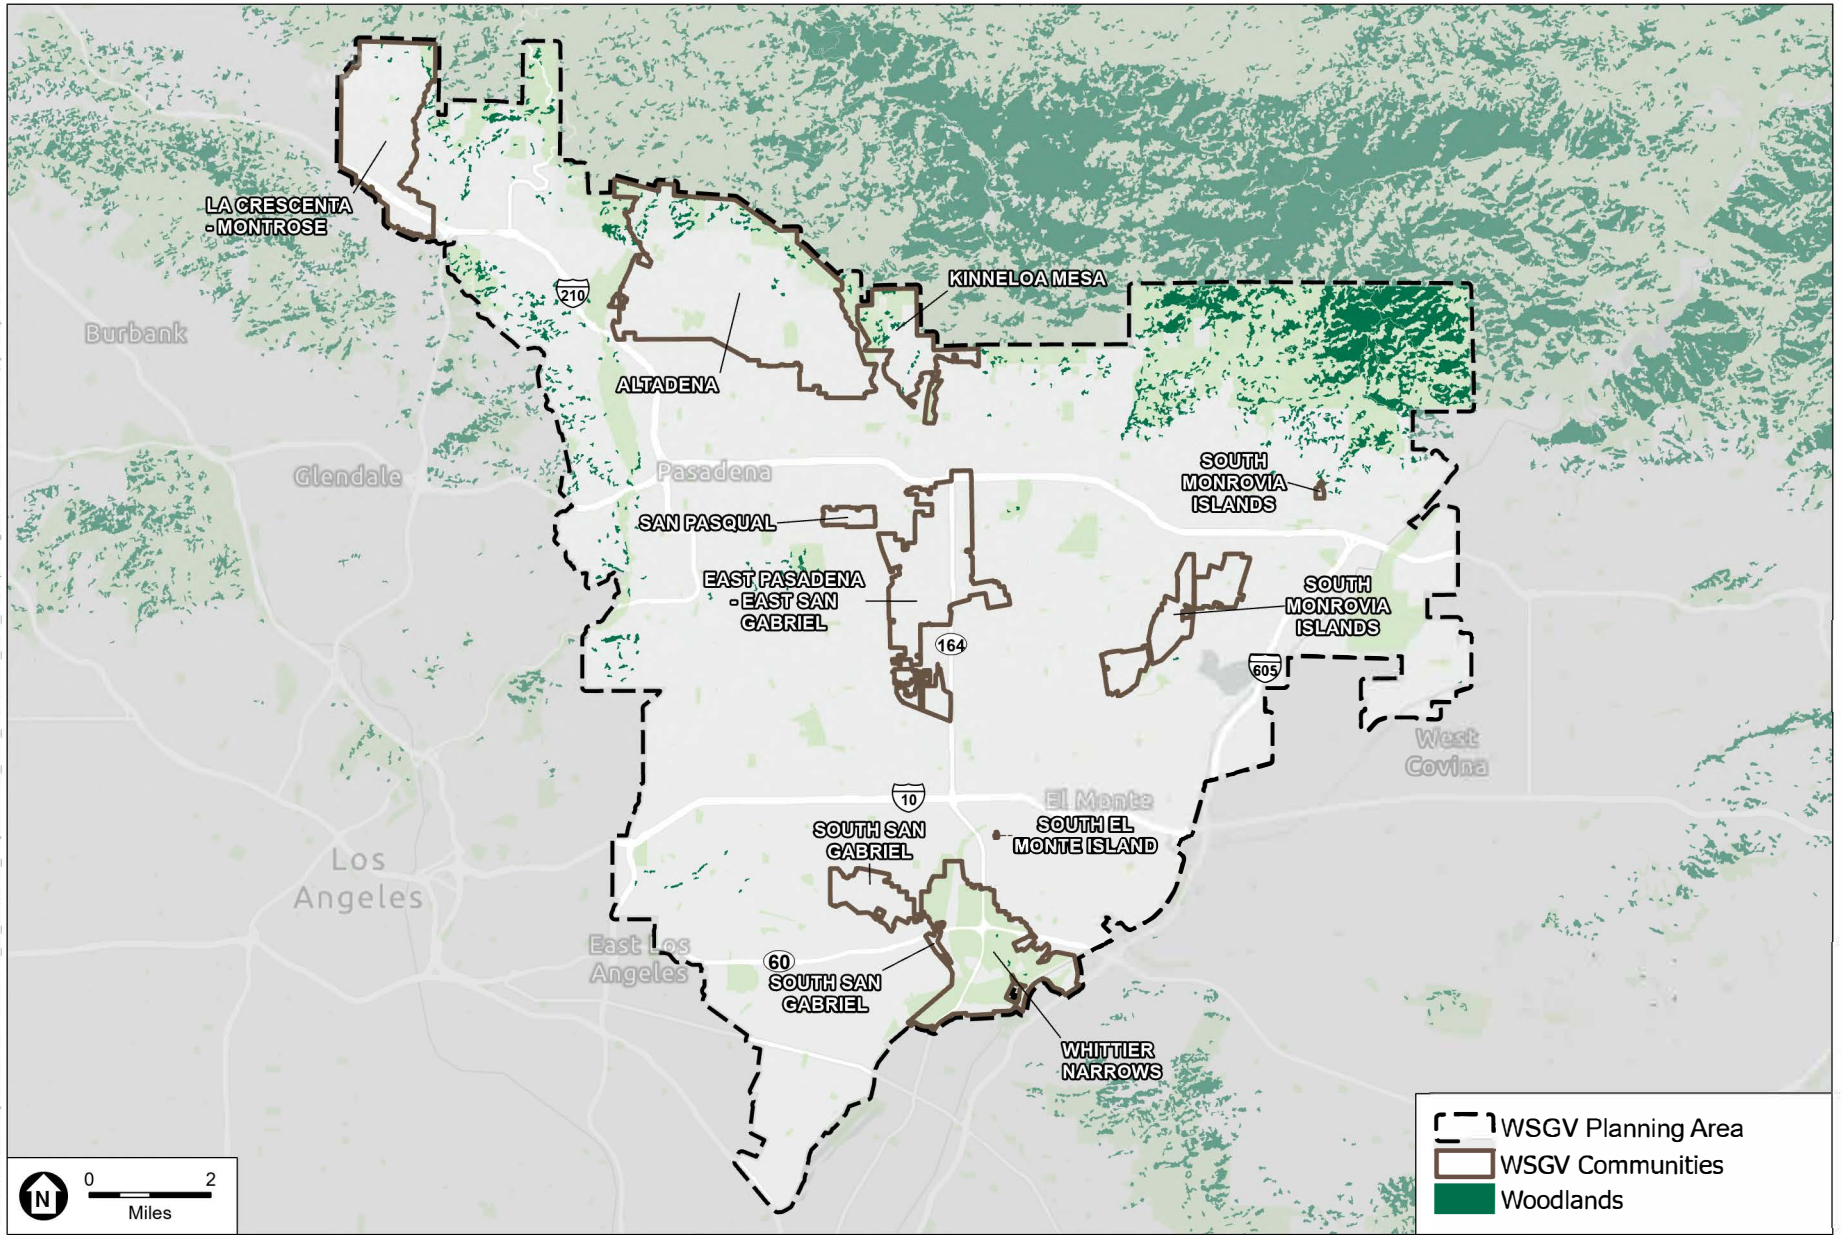 LA CRESCENTA
- MONTROSE
210
KINNELOA MESA
Burbank
ALTADENA
Glendale
Pasadena
SOUTH
MONROVIA
ISLANDS
SAN PASQUAL
EAST PASADENA
- EAST SAN
GABRIEL
SOUTH
MONROVIA
ISLANDS
164
605
West
Covina
10
El Monte
SOUTH EL
MONTE ISLAND
SOUTH SAN
GABRIEL
Los
Angeles
East Los
Angeles
60
SOUTH SAN
GABRIEL
WHITTIER
NARROWS
WSGV Planning Area
WSGV Communities
Woodlands
N
0 2
Miles